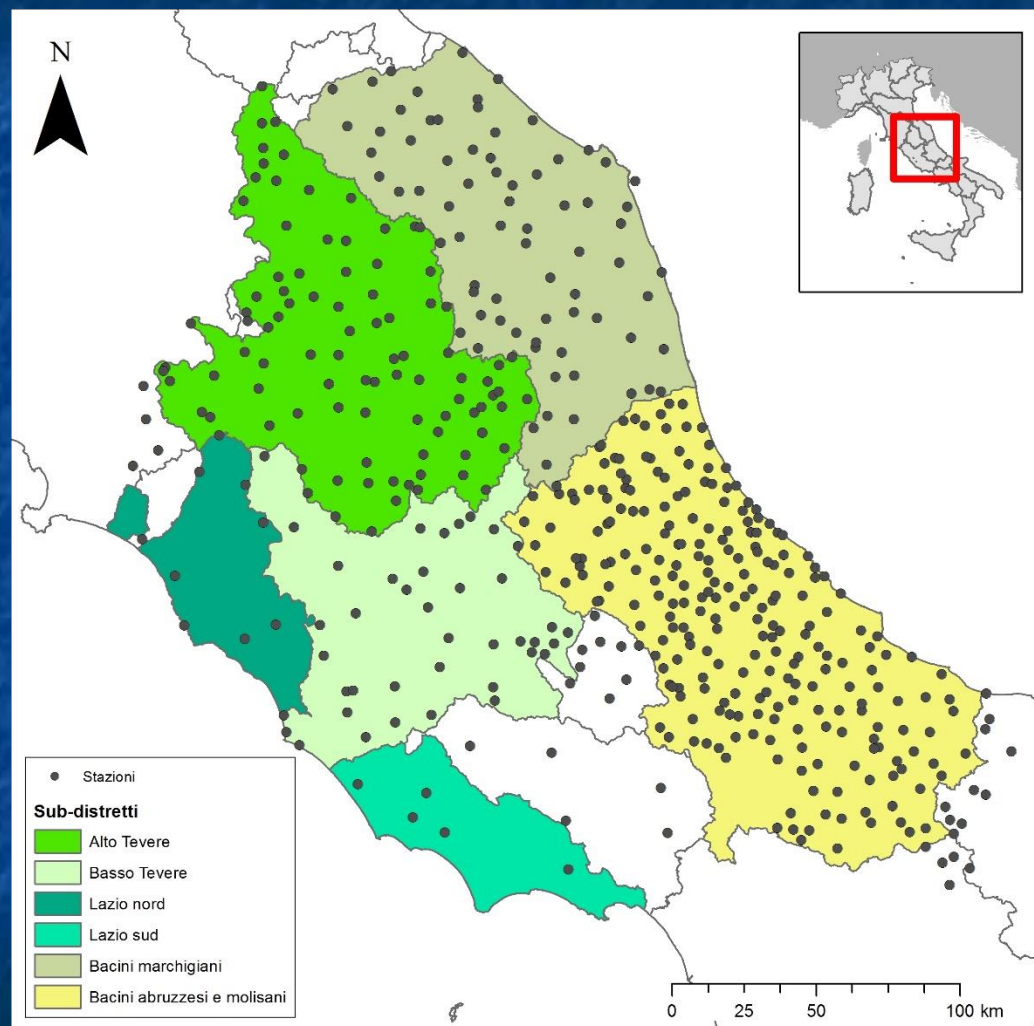 N
Stazioni
Sub-distretti
Alto Tevere
Basso Tevere
Lazio nord
Lazio sud
Bacini marchigiani
Bacini abruzzesi e molisani
0 25 50 100 km